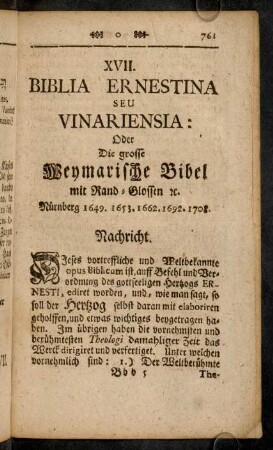 761
XVII.
BIBLIA ERNESTINA
SEU
VINARIENSIA:
Oder
Die grosse
Weymarische Bibel
mit Rand-Glossen ꝛc.
Nürnberg 1649. 1653. 1662. 1692. 1708.
Nachricht.
DJeses vortreffliche und Weltbekannte
opus Biblicum ist, auff Befehl und Ver-
ordnung des gottseeligen Hertzogs ER-
NESTI, ediret worden, und, wie man sagt, so
soll der Hertzog selbst daran mit elaboriren
geholffen, und etwas wichtiges beygetragen ha-
ben. Im übrigen haben die vornehmsten und
berühmtesten Theologi damahliger Zeit das
Werck dirigiret und verfertiget. Unter welchen
vornehmlich sind: 1.) Der Weltberühmte
Bbb 5 The-